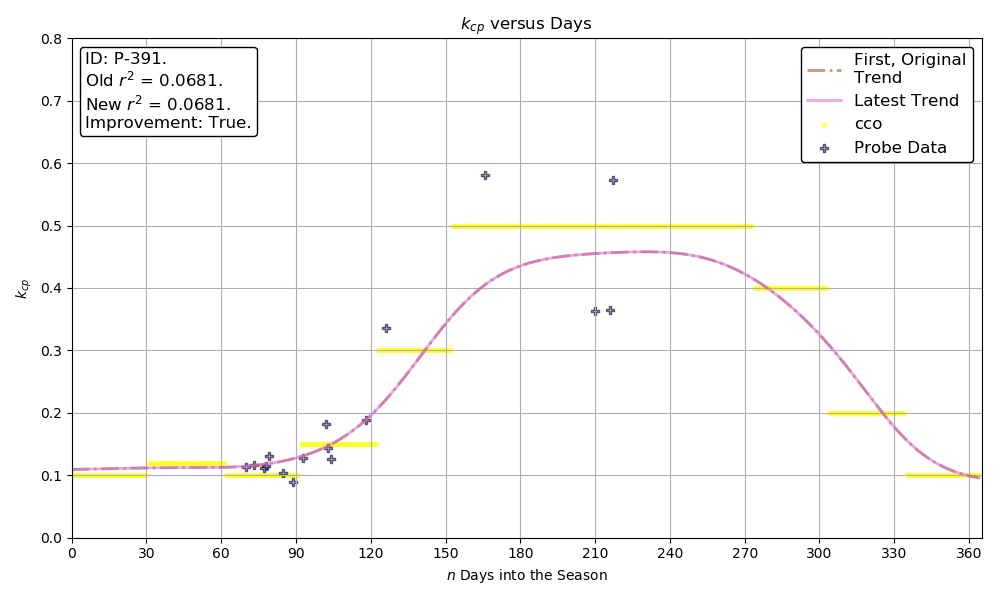 k_cp versus Days
ID: P-391.
Old r² = 0.0681.
New r² = 0.0681.
Improvement: True.
First, Original
Trend
Latest Trend
cco
Probe Data
k_cp
0.8
0.7
0.6
0.5
0.4
0.3
0.2
0.1
0.0
0 30 60 90 120 150 180 210 240 270 300 330 360
n Days into the Season